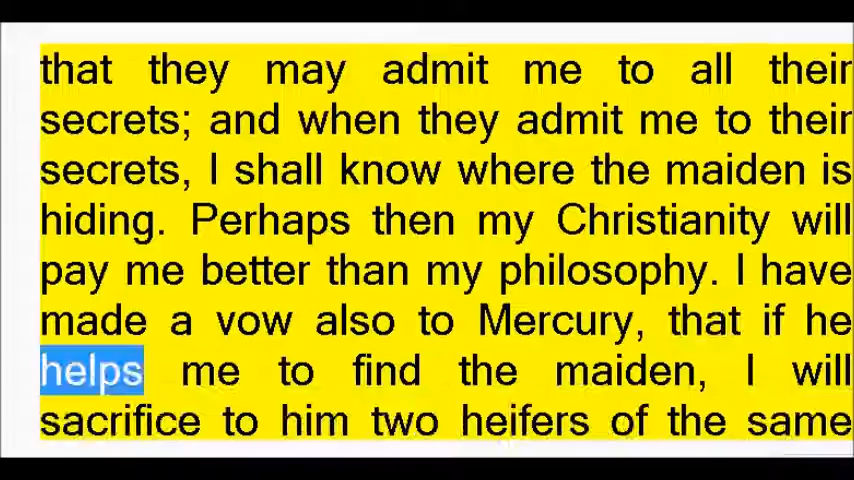 that they may admit me to all their
secrets; and when they admit me to their
secrets, I shall know where the maiden is
hiding. Perhaps then my Christianity will
pay me better than my philosophy. I have
made a vow also to Mercury, that if he
helps me to find the maiden, I will
sacrifice to him two heifers of the same